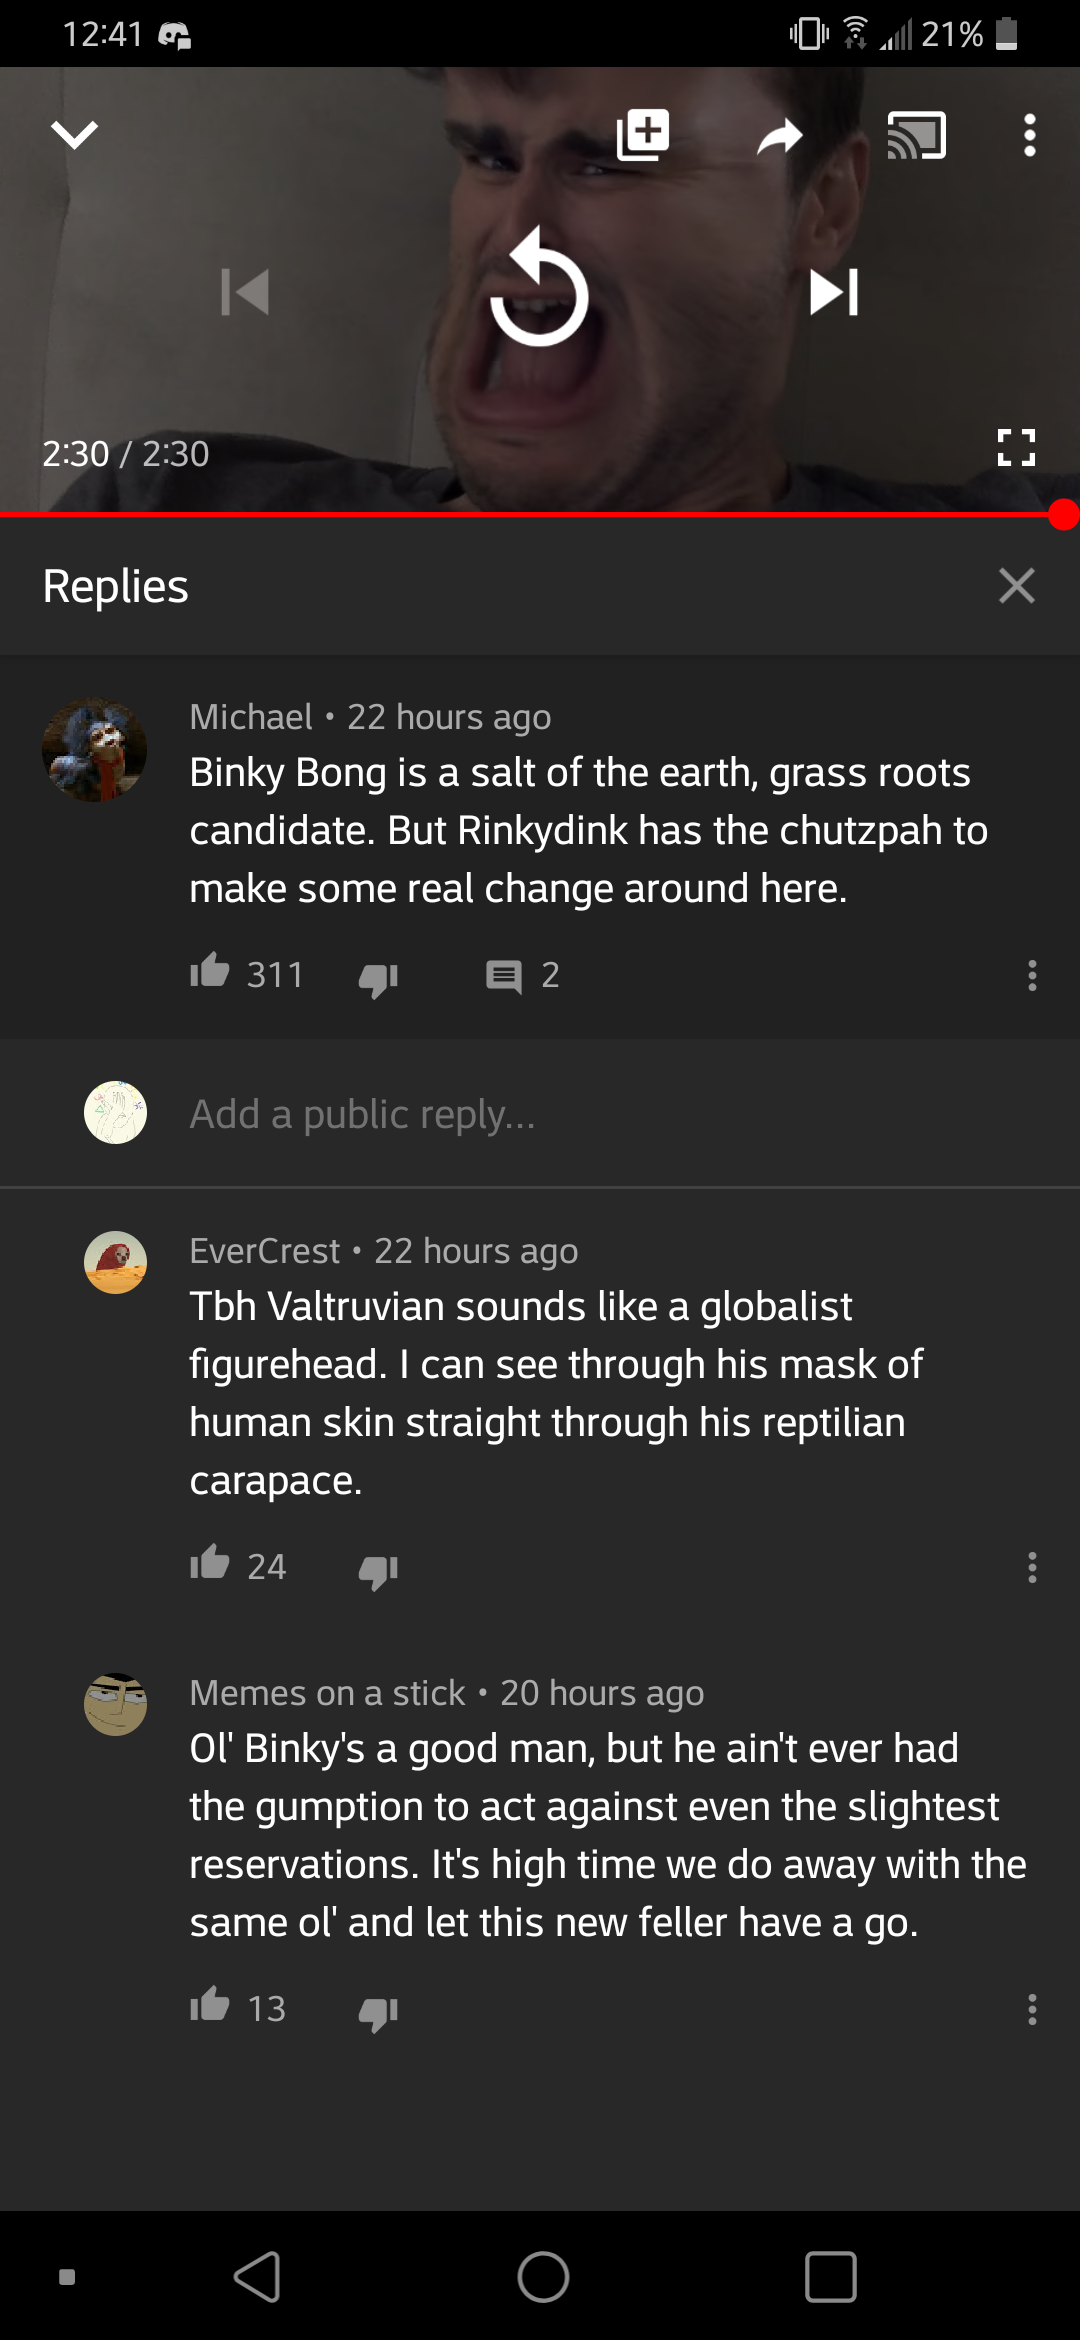 12:41
21%
2:30 / 2:30
Replies
Michael • 22 hours ago
Binky Bong is a salt of the earth, grass roots
candidate. But Rinkydink has the chutzpah to
make some real change around here.
311
2
Add a public reply...
EverCrest • 22 hours ago
Tbh Valtruvian sounds like a globalist
figurehead. I can see through his mask of
human skin straight through his reptilian
carapace.
24
Memes on a stick • 20 hours ago
Ol' Binky's a good man, but he ain't ever had
the gumption to act against even the slightest
reservations. It's high time we do away with the
same ol' and let this new feller have a go.
13